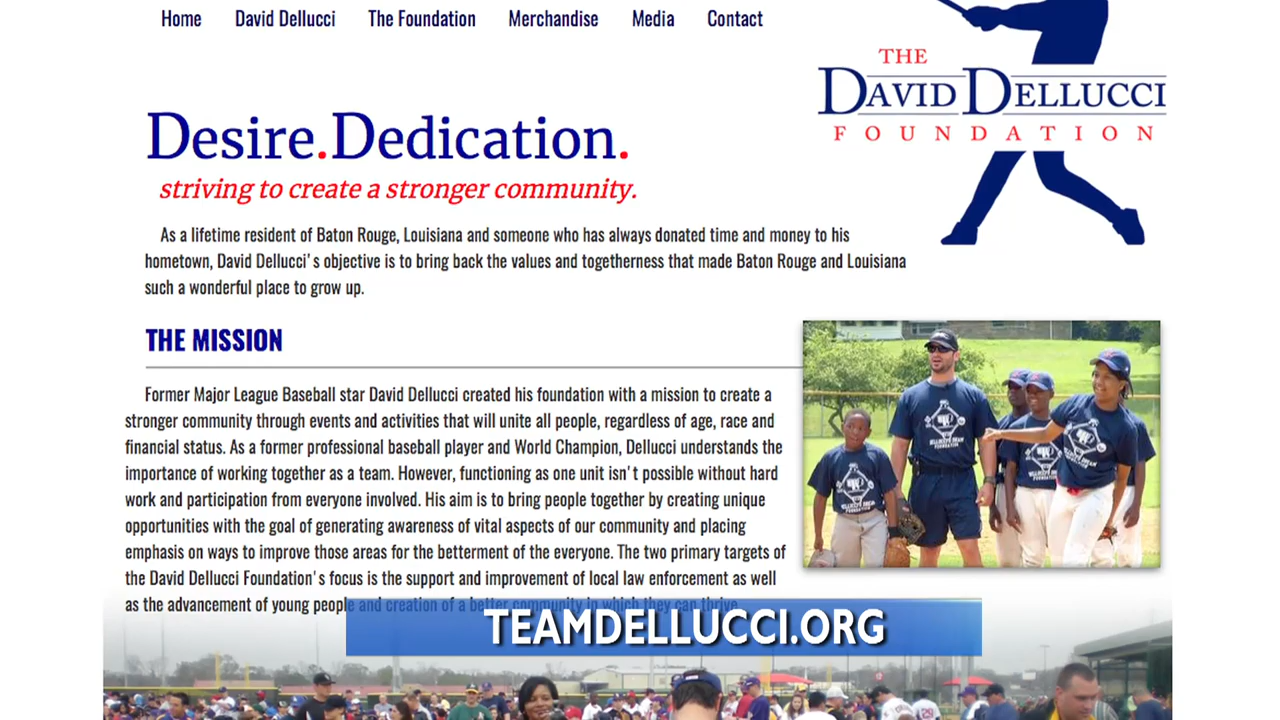 Home David Dellucci The Foundation Merchandise Media Contact
THE
DAVID DELLUCCI
FOUNDATION
Desire.Dedication.
striving to create a stronger community.
As a lifetime resident of Baton Rouge, Louisiana and someone who has always donated time and money to his
hometown, David Dellucci's objective is to bring back the values and togetherness that made Baton Rouge and Louisiana
such a wonderful place to grow up.
THE MISSION
Former Major League Baseball star David Dellucci created his foundation with a mission to create a
stronger community through events and activities that will unite all people, regardless of age, race and
financial status. As a former professional baseball player and World Champion, Dellucci understands the
importance of working together as a team. However, functioning as one unit isn't possible without hard
work and participation from everyone involved. His aim is to bring people together by creating unique
opportunities with the goal of generating awareness of vital aspects of our community and placing
emphasis on ways to improve those areas for the betterment of the everyone. The two primary targets of
the David Dellucci Foundation's focus is the support and improvement of local law enforcement as well
as the advancement of young people and creation of a better community in which they can thrive.
TEAMDELLUCCI.ORG